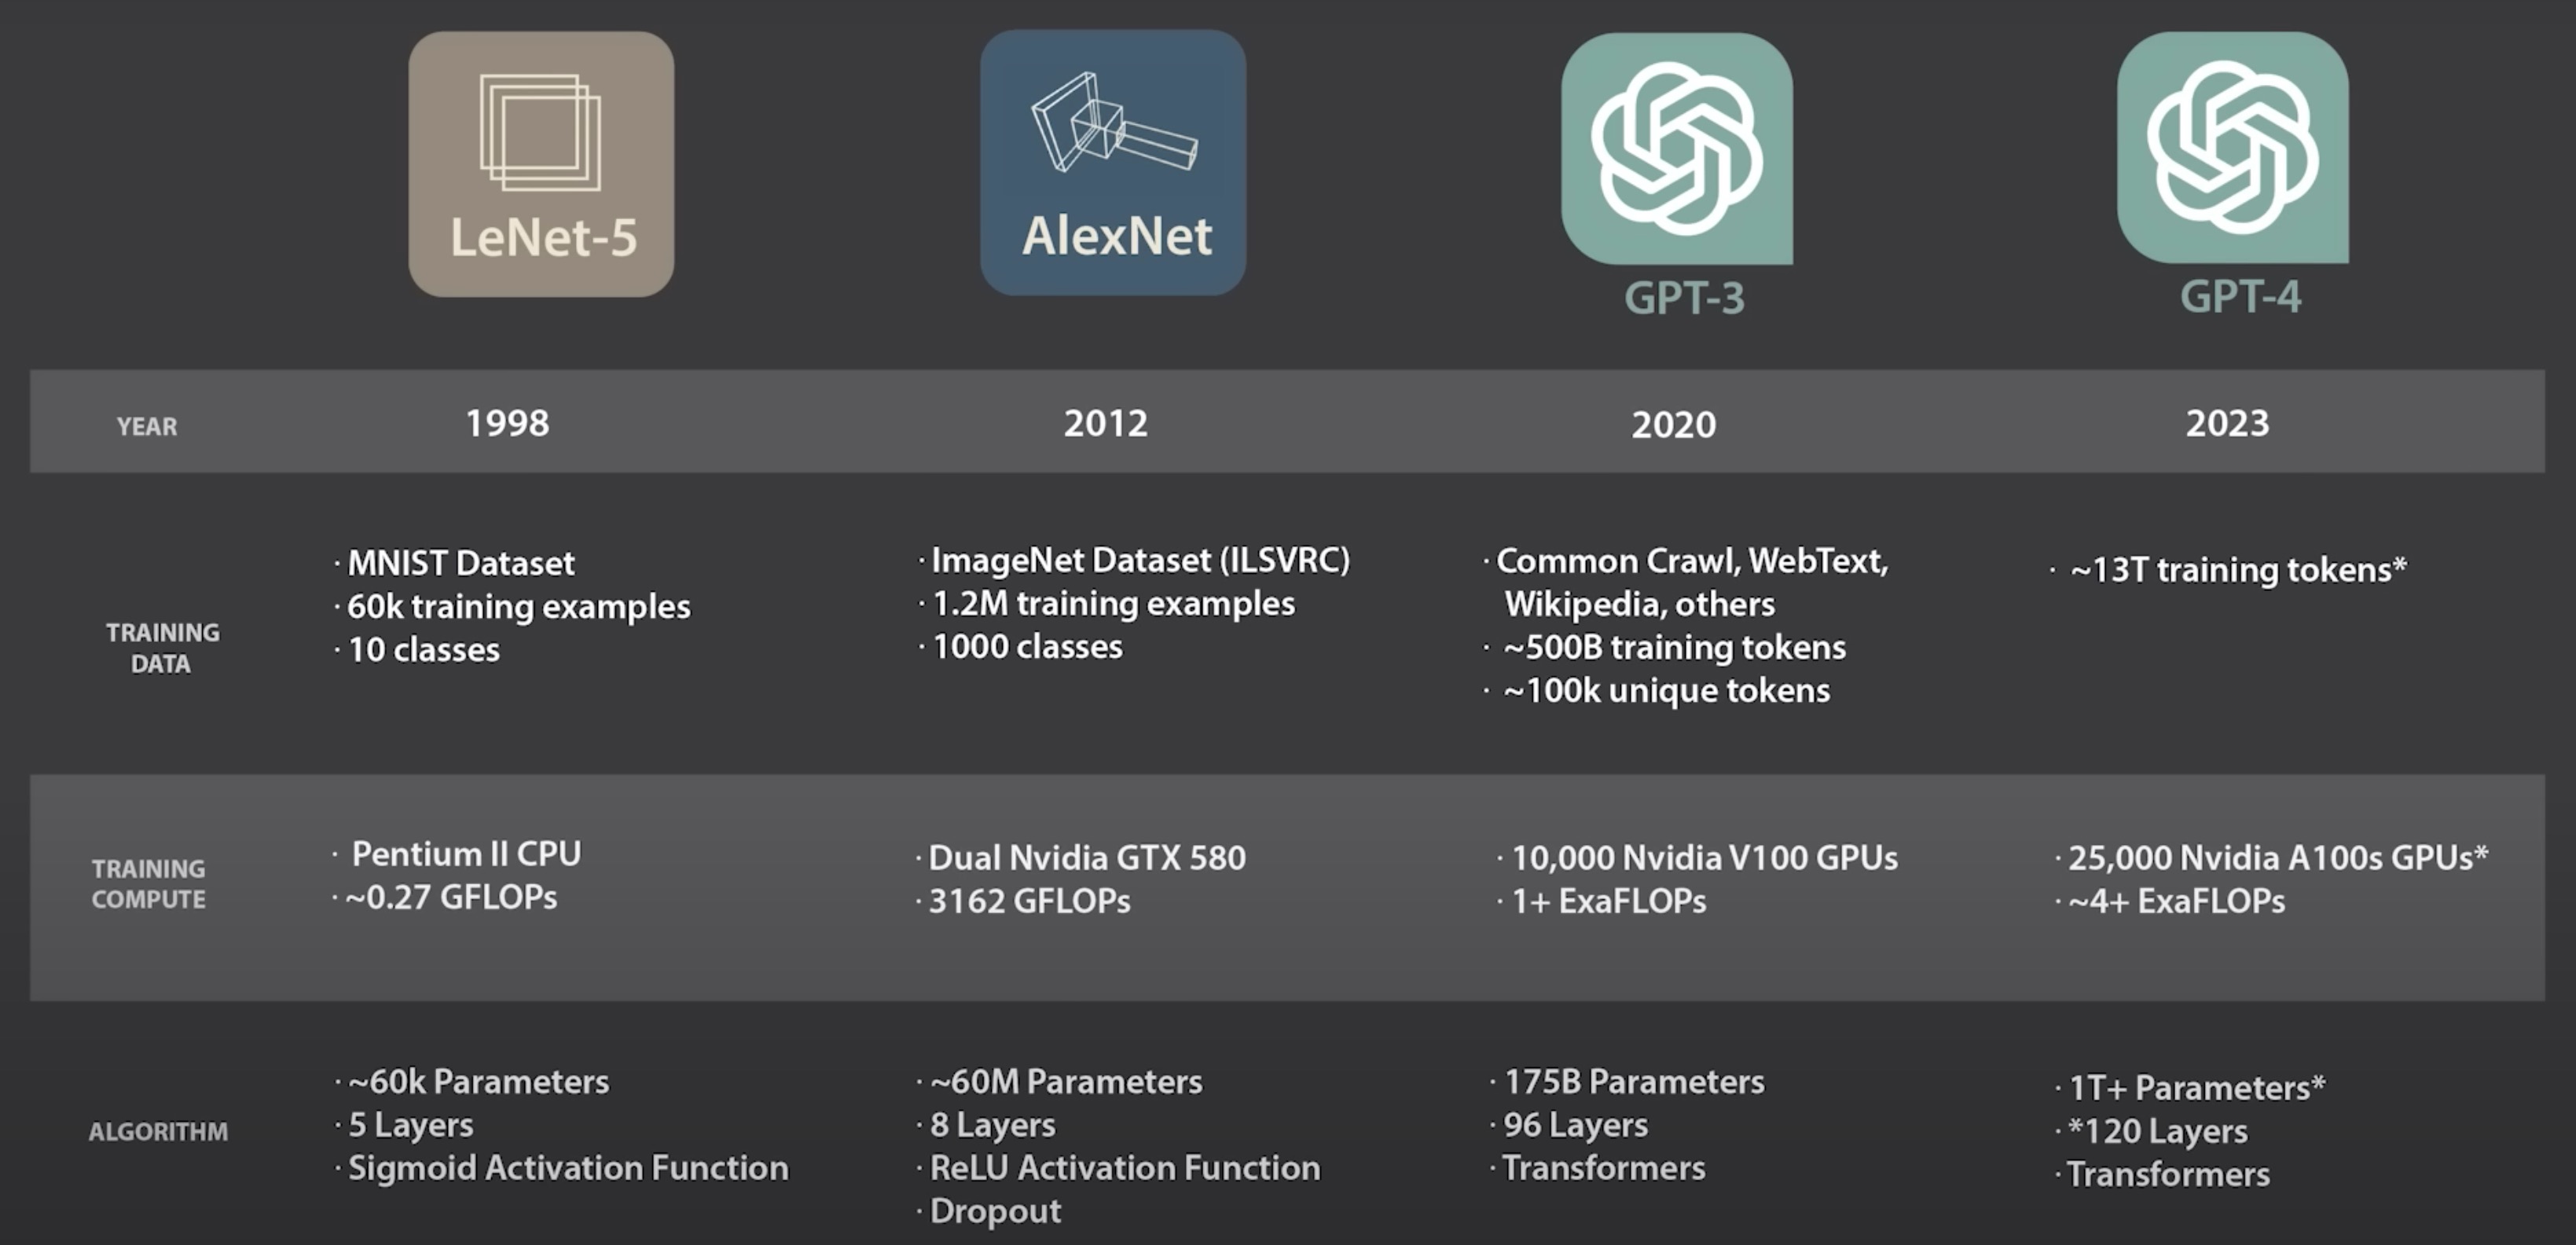 LeNet-5
AlexNet
GPT-3
GPT-4
YEAR
1998
2012
2020
2023
TRAINING
DATA
· MNIST Dataset
· 60k training examples
· 10 classes
· ImageNet Dataset (ILSVRC)
· 1.2M training examples
· 1000 classes
· Common Crawl, WebText,
Wikipedia, others
· ~500B training tokens
· ~100k unique tokens
· ~13T training tokens*
TRAINING
COMPUTE
· Pentium II CPU
· ~0.27 GFLOPs
· Dual Nvidia GTX 580
· 3162 GFLOPs
· 10,000 Nvidia V100 GPUs
· 1+ ExaFLOPs
· 25,000 Nvidia A100s GPUs*
· ~4+ ExaFLOPs
ALGORITHM
· ~60k Parameters
· 5 Layers
· Sigmoid Activation Function
· ~60M Parameters
· 8 Layers
· ReLU Activation Function
· Dropout
· 175B Parameters
· 96 Layers
· Transformers
· 1T+ Parameters*
· *120 Layers
· Transformers